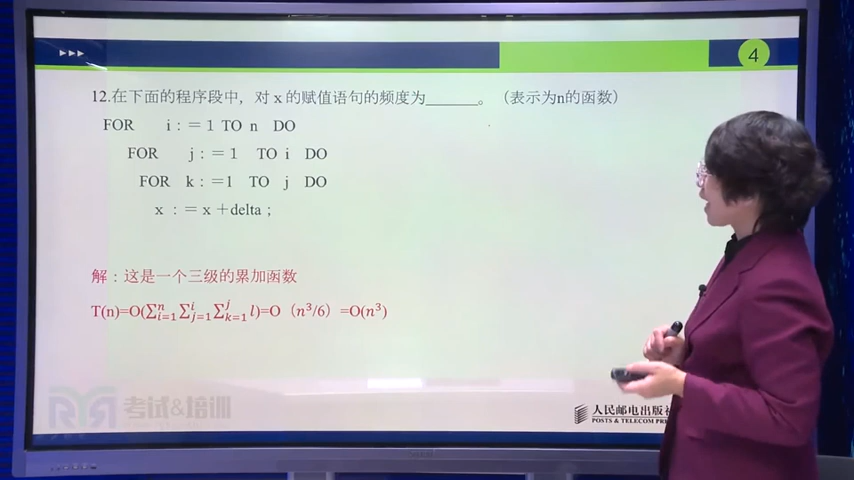 4
12.在下面的程序段中，对 x 的赋值语句的频度为______。（表示为n的函数）
FOR i：＝1 TO n DO
FOR j：＝1 TO i DO
FOR k：＝1 TO j DO
x ：＝x＋delta；
解：这是一个三级的累加函数
T(n)=O(∑ⁿᵢ₌₁∑ⁱⱼ₌₁∑ʲₖ₌₁ l)=O（n³/6）=O(n³)
考试&培训
人民邮电出版社
POSTS & TELECOM PRE